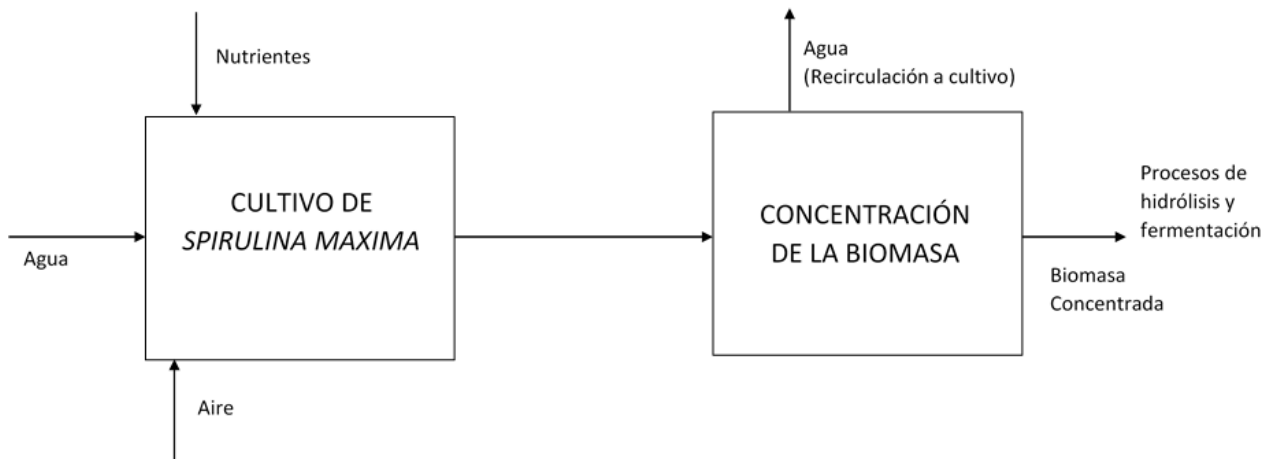 Nutrientes
Agua
(Recirculación a cultivo)
CULTIVO DE
SPIRULINA MAXIMA
CONCENTRACIÓN
DE LA BIOMASA
Procesos de
hidrólisis y
fermentación
Agua
Biomasa
Concentrada
Aire